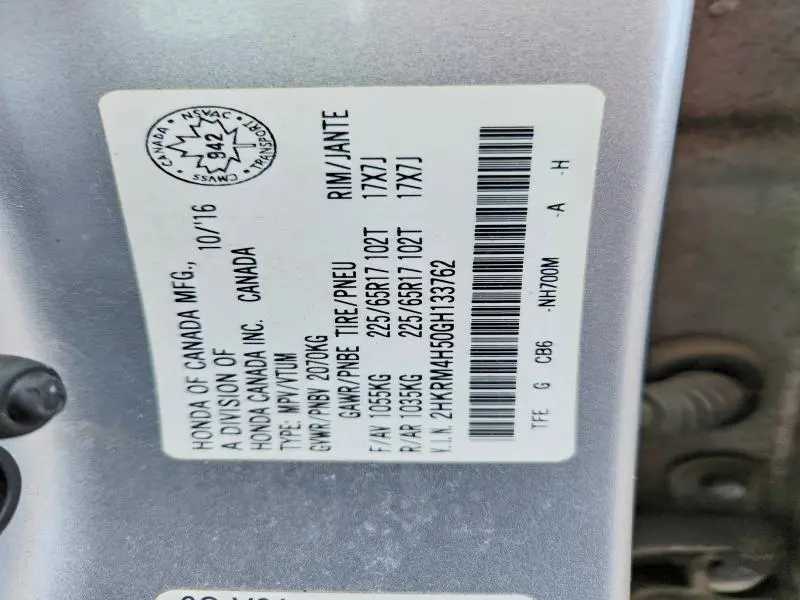 HONDA OF CANADA MFG., 10/'16
A DIVISION OF
HONDA CANADA INC. CANADA
TYPE: MPV/VTUM
GVWR/PNBV 2070KG
GAWR/PNBE TIRE/PNEU RIM/JANTE
F/AV 1055KG 225/65R17 102T 17X7J
R/AR 1035KG 225/65R17 102T 17X7J
V.I.N. 2HKRM4H50GH133762
TFE G CB6 -NH700M -A -H
CANADA
TRANSPORT
CMVSS
NSVAC
942